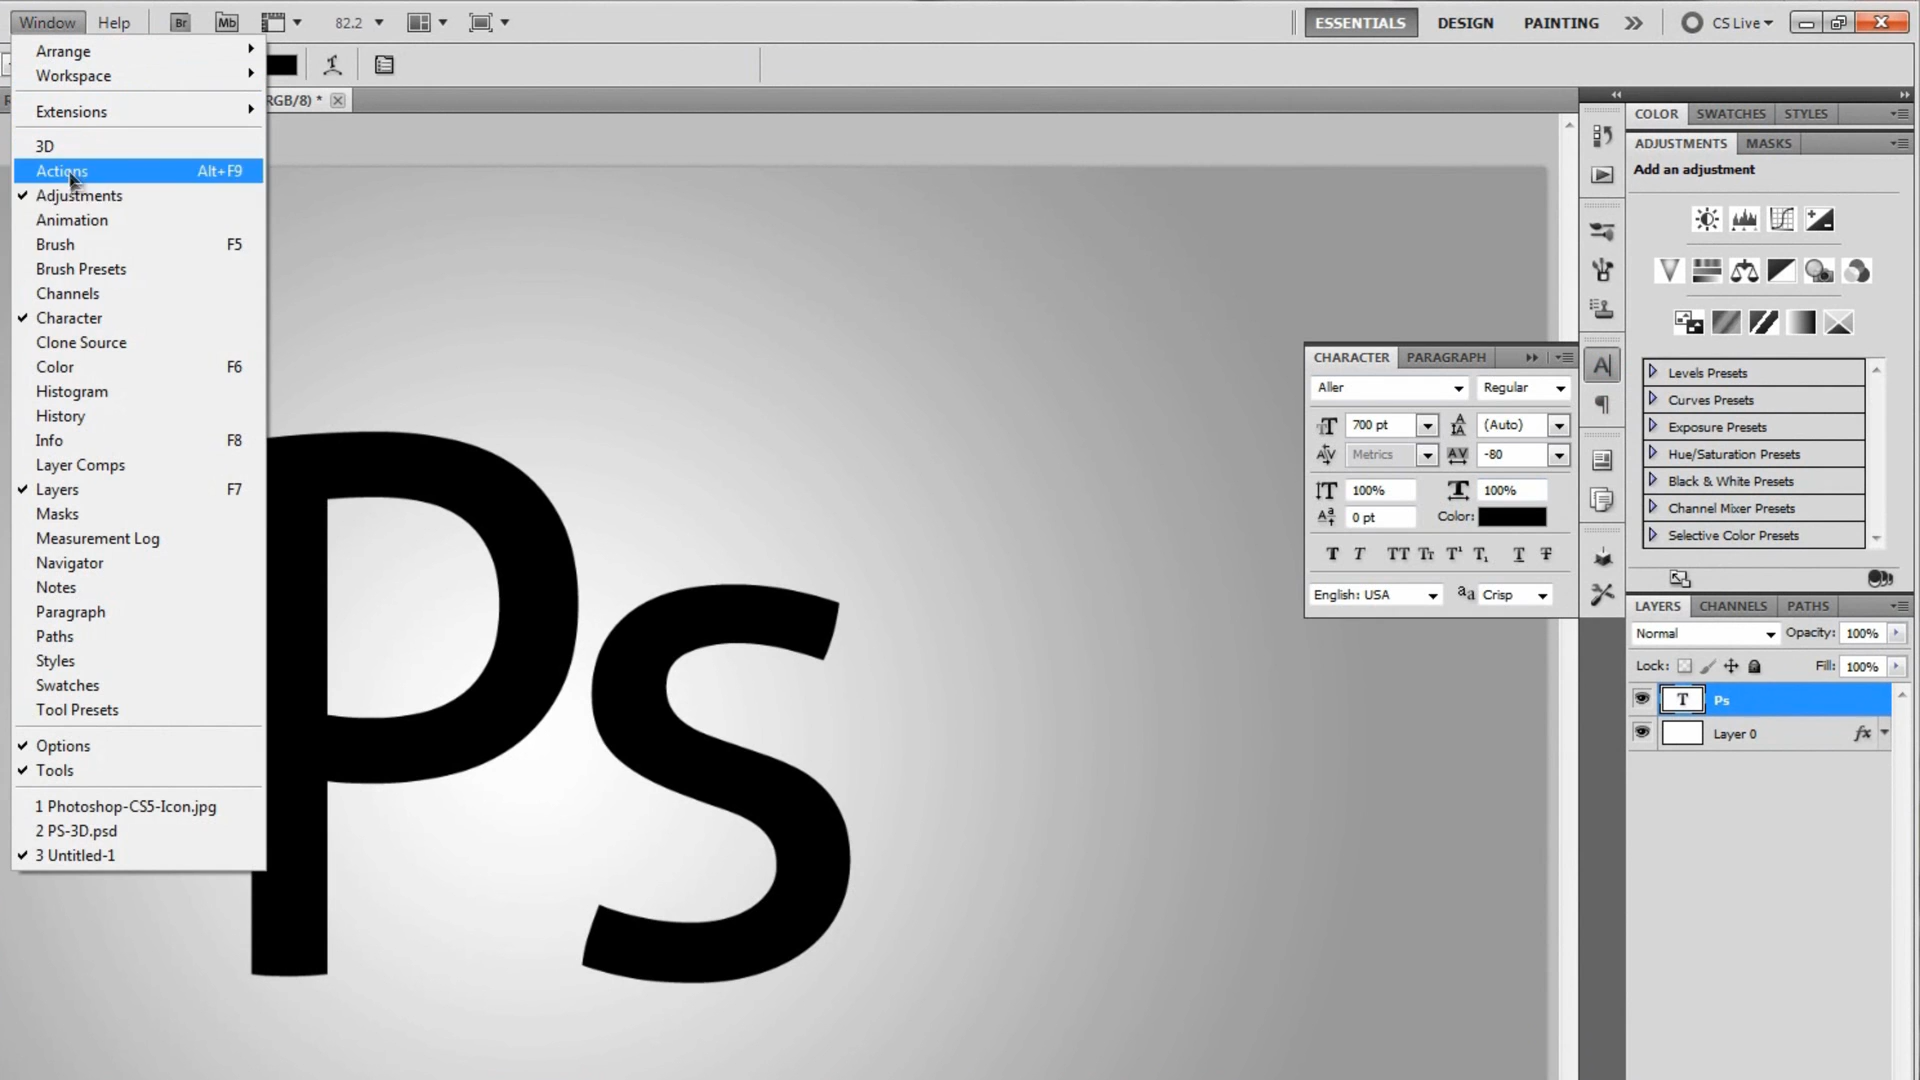 Window Help Br Mb 82.2 ESSENTIALS DESIGN PAINTING CS Live
RGB/8) *
Arrange
Workspace
Extensions
3D
Actions Alt+F9
Adjustments
Animation
Brush F5
Brush Presets
Channels
Character
Clone Source
Color F6
Histogram
History
Info F8
Layer Comps
Layers F7
Masks
Measurement Log
Navigator
Notes
Paragraph
Paths
Styles
Swatches
Tool Presets
Options
Tools
1 Photoshop-CS5-Icon.jpg
2 PS-3D.psd
3 Untitled-1
Ps
CHARACTER PARAGRAPH
Aller Regular
700 pt (Auto)
Metrics -80
100% 100%
0 pt Color:
T T TT Tт T¹ T, T T
English: USA aa Crisp
COLOR SWATCHES STYLES
ADJUSTMENTS MASKS
Add an adjustment
Levels Presets
Curves Presets
Exposure Presets
Hue/Saturation Presets
Black & White Presets
Channel Mixer Presets
Selective Color Presets
LAYERS CHANNELS PATHS
Normal Opacity: 100%
Lock: Fill: 100%
T Ps
Layer 0 fx